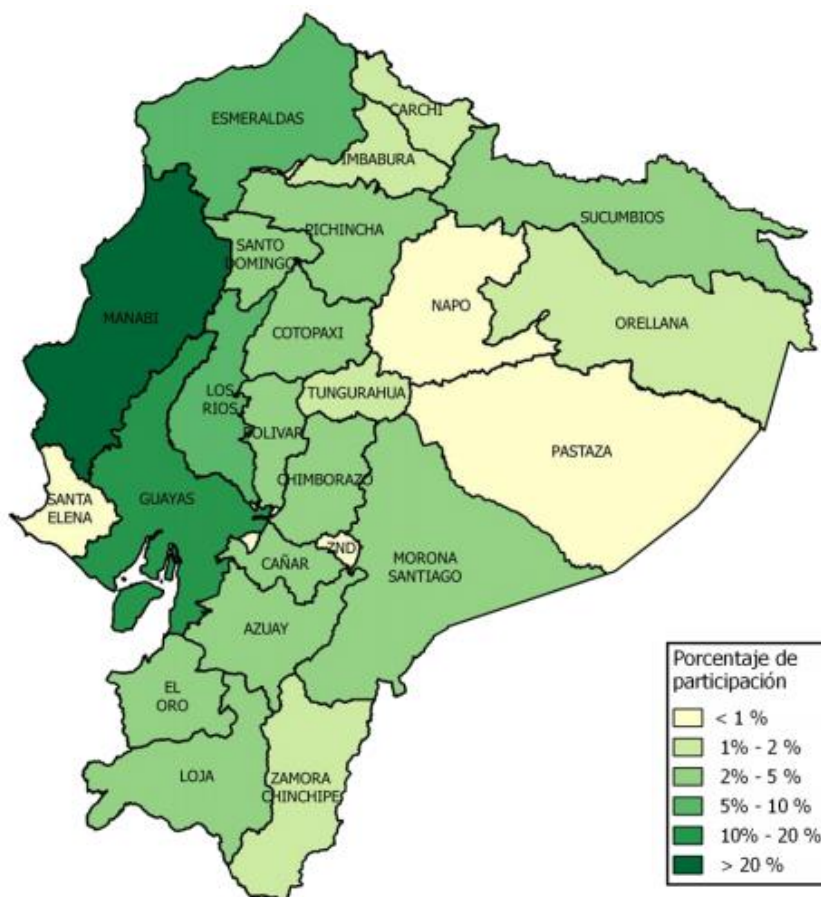 CARCHI
ESMERALDAS
IMBABURA
SUCUMBIOS
PICHINCHA
SANTO
DOMINGO
NAPO
MANABI
ORELLANA
COTOPAXI
LOS
RIOS
TUNGURAHUA
BOLIVAR
PASTAZA
CHIMBORAZO
SANTA
ELENA
GUAYAS
ZND
CAÑAR
MORONA
SANTIAGO
AZUAY
EL
ORO
LOJA
ZAMORA
CHINCHIPE
Porcentaje de
participación
< 1 %
1% - 2 %
2% - 5 %
5% - 10 %
10% - 20 %
> 20 %